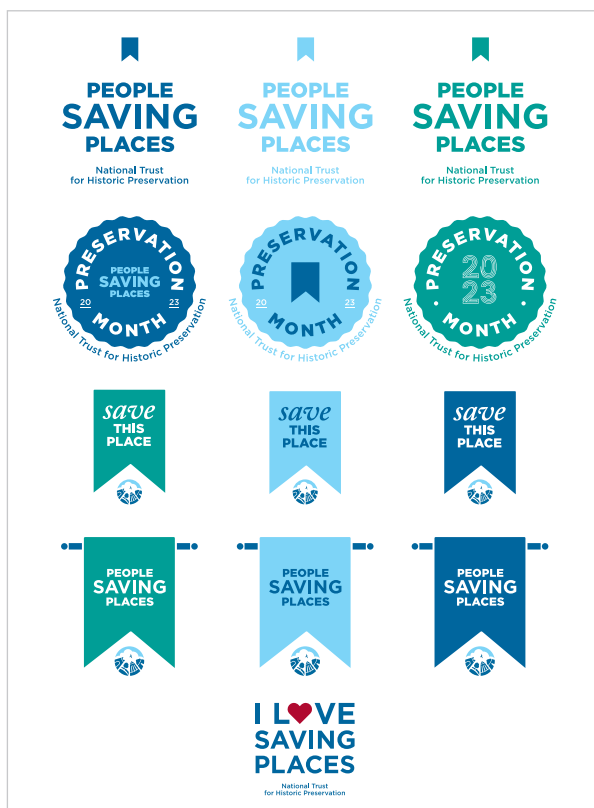 PEOPLE
SAVING
PLACES
National Trust
for Historic Preservation
PEOPLE
SAVING
PLACES
National Trust
for Historic Preservation
PEOPLE
SAVING
PLACES
National Trust
for Historic Preservation
PRESERVATION
PEOPLE
SAVING
PLACES
20 23
MONTH
National Trust for Historic Preservation
PRESERVATION
20 23
MONTH
National Trust for Historic Preservation
PRESERVATION
20
23
· MONTH ·
National Trust for Historic Preservation
save
THIS
PLACE
save
THIS
PLACE
save
THIS
PLACE
PEOPLE
SAVING
PLACES
PEOPLE
SAVING
PLACES
PEOPLE
SAVING
PLACES
I L♥VE
SAVING
PLACES
National Trust
for Historic Preservation